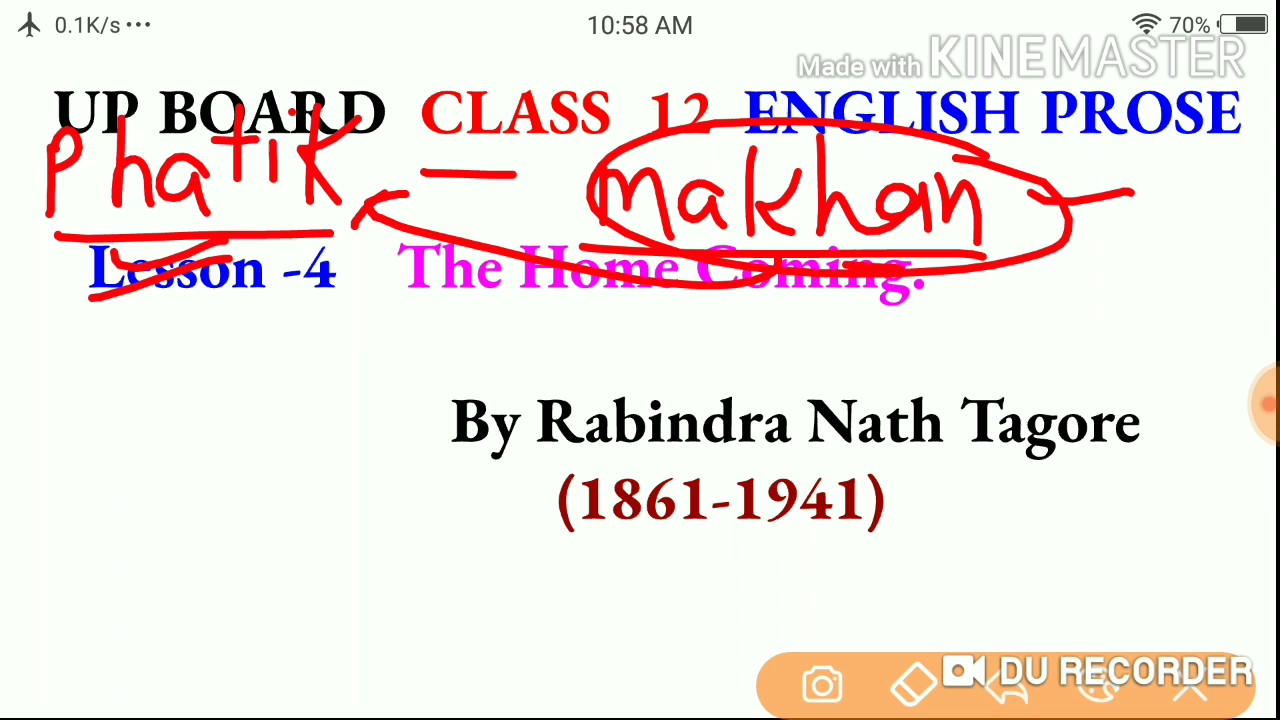 0.1K/s... 10:58 AM 70%
Made with KINEMASTER
UP BOARD CLASS 12 ENGLISH PROSE
Phatik — makhan
Lesson -4 The Home Coming.
By Rabindra Nath Tagore
(1861-1941)
DU RECORDER